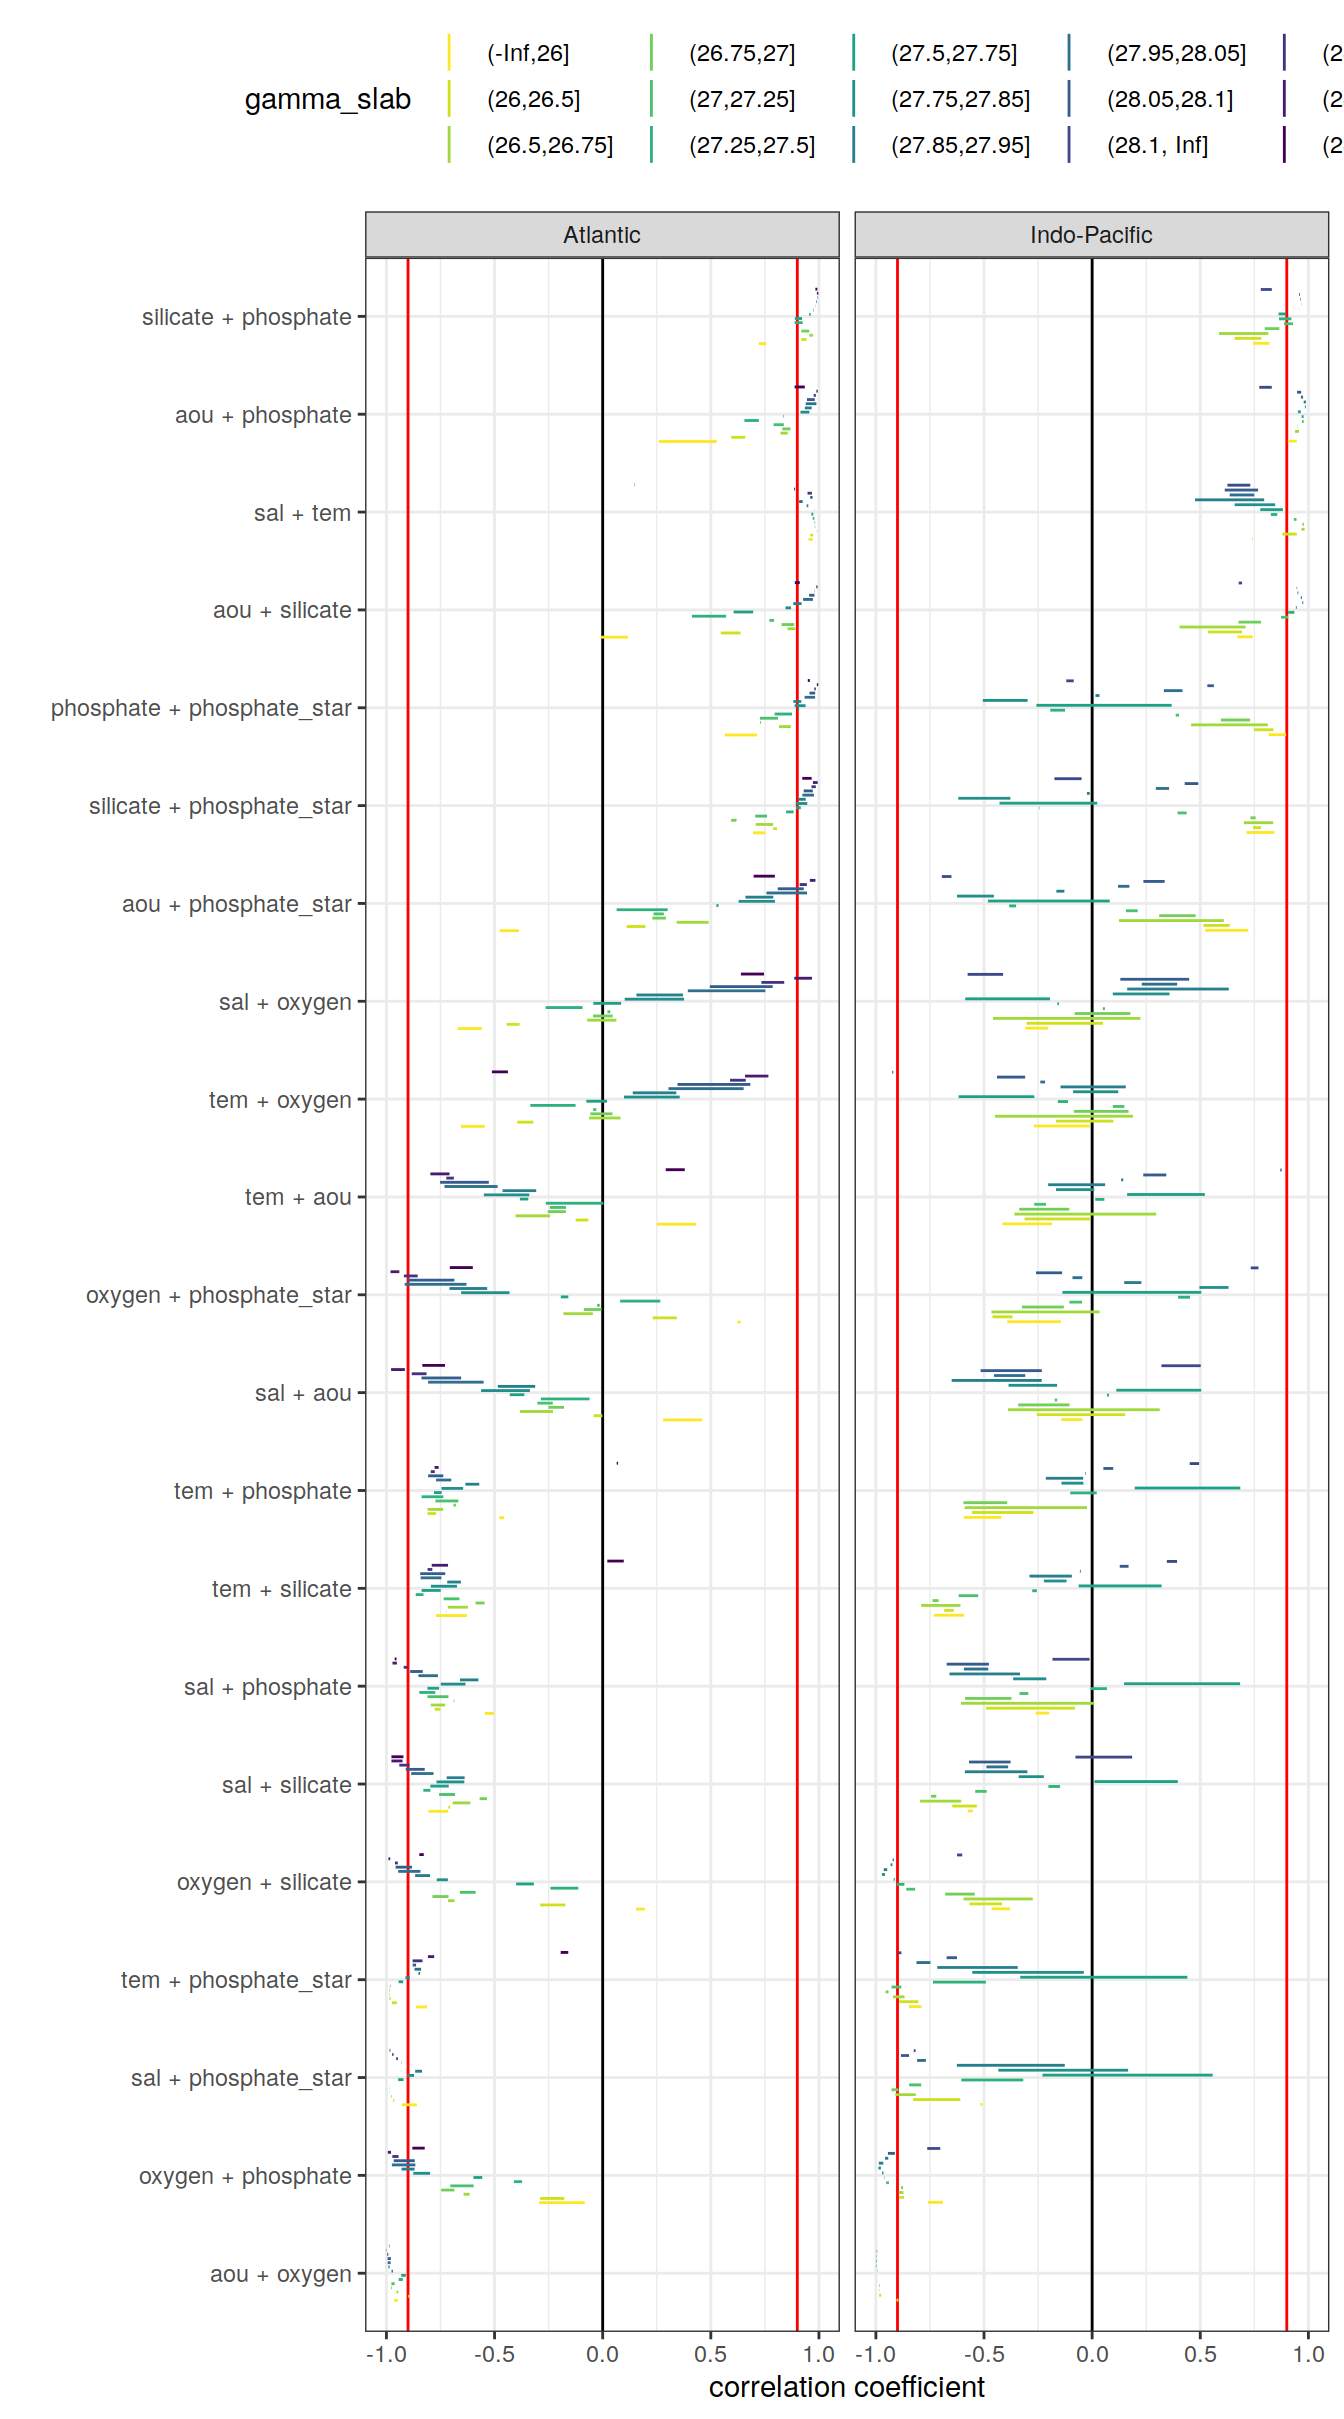 (-Inf,26] (26.75,27] (27.5,27.75] (27.95,28.05] (2
gamma_slab (26,26.5] (27,27.25] (27.75,27.85] (28.05,28.1] (2
(26.5,26.75] (27.25,27.5] (27.85,27.95] (28.1, Inf] (2
Atlantic Indo-Pacific
silicate + phosphate
aou + phosphate
sal + tem
aou + silicate
phosphate + phosphate_star
silicate + phosphate_star
aou + phosphate_star
sal + oxygen
tem + oxygen
tem + aou
oxygen + phosphate_star
sal + aou
tem + phosphate
tem + silicate
sal + phosphate
sal + silicate
oxygen + silicate
tem + phosphate_star
sal + phosphate_star
oxygen + phosphate
aou + oxygen
-1.0 -0.5 0.0 0.5 1.0 -1.0 -0.5 0.0 0.5 1.0
correlation coefficient